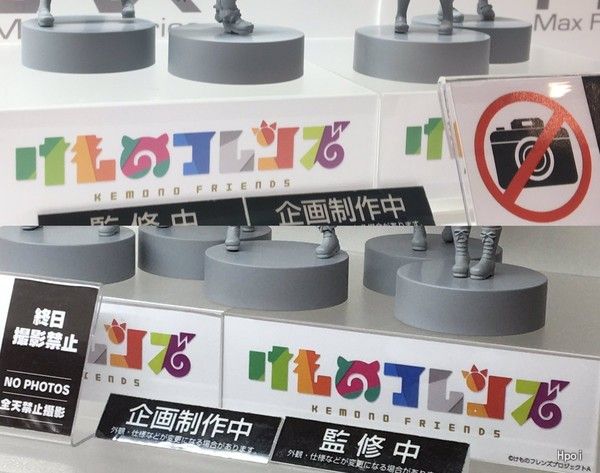 Max F
けものフレンズ
KEMONO FRIENDS
監修中
企画制作中
終日
撮影禁止
NO PHOTOS
全天禁止撮影
レンズ
RIENDS
けものフレンズ
KEMONO FRIENDS
企画制作中
外観・仕様などが変更になる場合があります。
監修中
外観・仕様などが変更になる場合があります。
©けものフレンズプロジェクトA
Hpoi